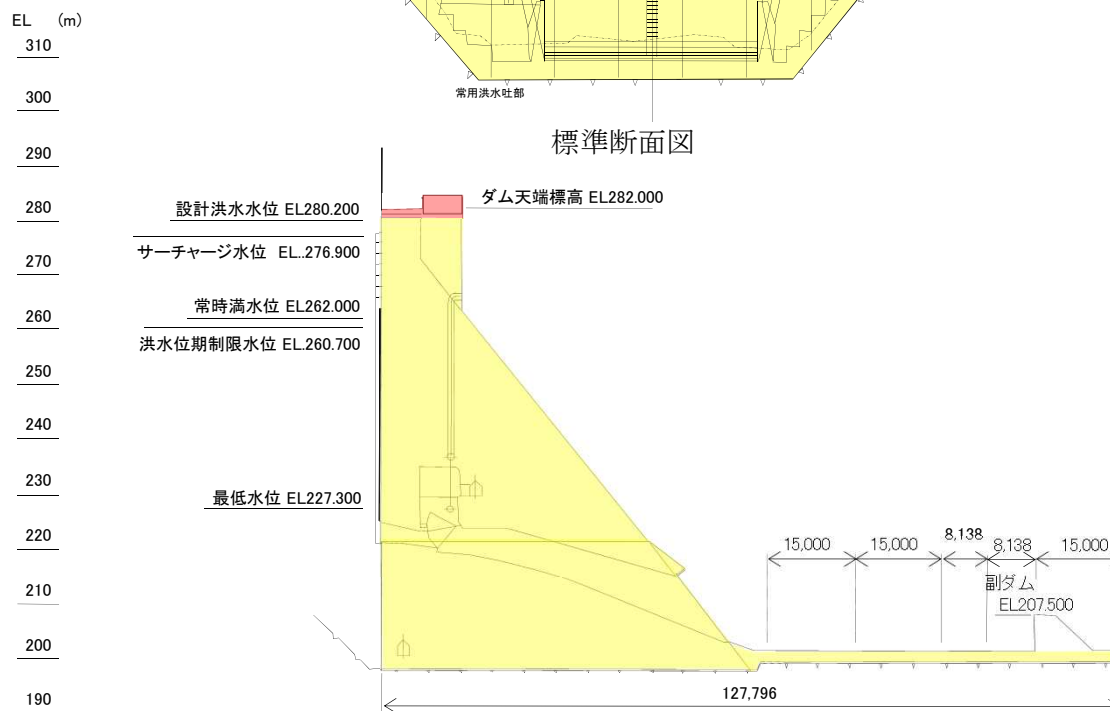 EL (m)
310
常用洪水吐部
300
標準断面図
290
ダム天端標高 EL282.000
280
設計洪水水位 EL280.200
サーチャージ水位 EL..276.900
270
常時満水位 EL262.000
260
洪水位期制限水位 EL.260.700
250
240
230
最低水位 EL227.300
220
15,000 15,000 8,138 8,138 15,000
副ダム
210
EL207.500
200
190
127,796